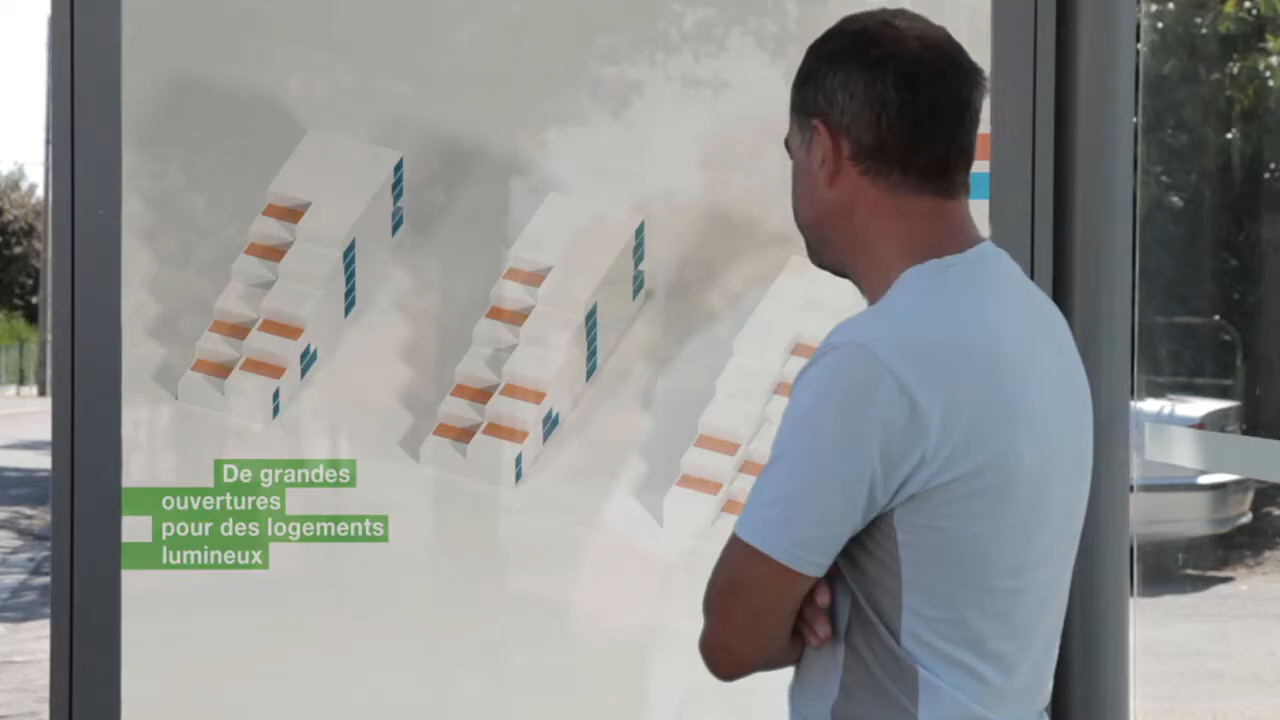 De grandes
ouvertures
pour des logements
lumineux